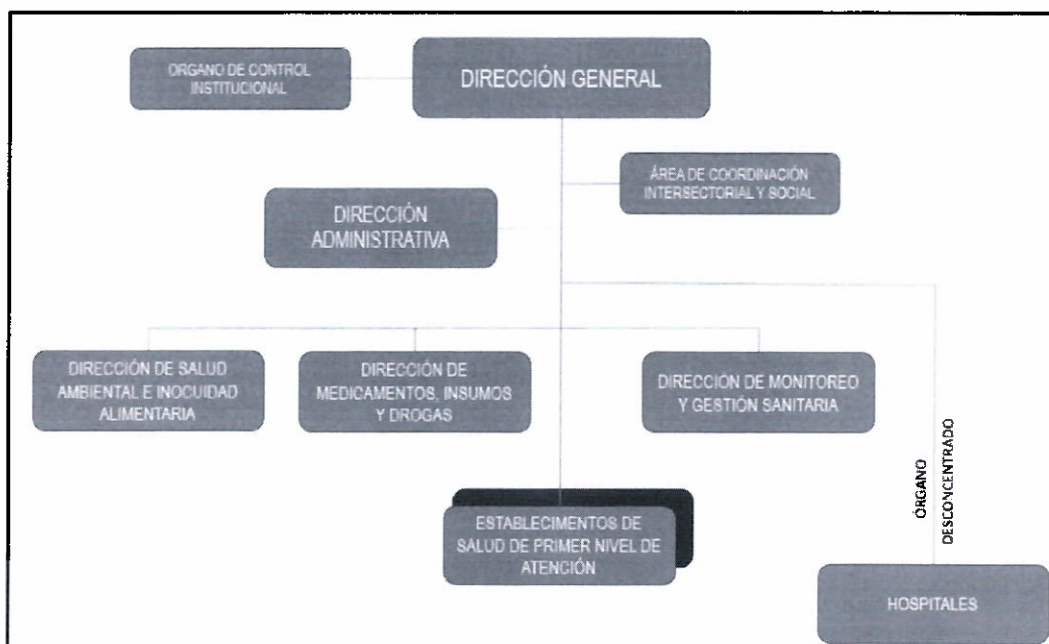 ORGANO DE CONTROL
INSTITUCIONAL
DIRECCIÓN GENERAL
ÁREA DE COORDINACIÓN
INTERSECTORIAL Y SOCIAL
DIRECCIÓN
ADMINISTRATIVA
DIRECCIÓN DE SALUD
AMBIENTAL E INOCUIDAD
ALIMENTARIA
DIRECCIÓN DE
MEDICAMENTOS, INSUMOS
Y DROGAS
DIRECCIÓN DE MONITOREO
Y GESTIÓN SANITARIA
ÓRGANO
DESCONCENTRADO
ESTABLECIMENTOS DE
SALUD DE PRIMER NIVEL DE
ATENCIÓN
HOSPITALES